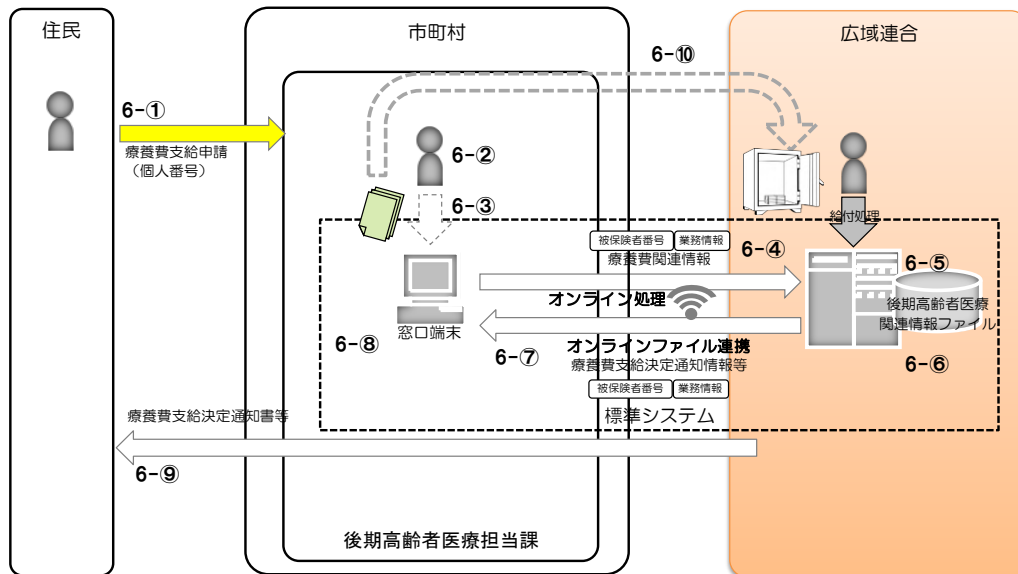 住民
市町村
広域連合
6-⑩
6-①
療養費支給申請
（個人番号）
6-②
6-③
給付処理
被保険者番号 業務情報
療養費関連情報
6-④
6-⑤
オンライン処理
後期高齢者医療
関連情報ファイル
窓口端末
6-⑧
6-⑦
オンラインファイル連携
療養費支給決定通知情報等
6-⑥
被保険者番号 業務情報
標準システム
療養費支給決定通知書等
6-⑨
後期高齢者医療担当課